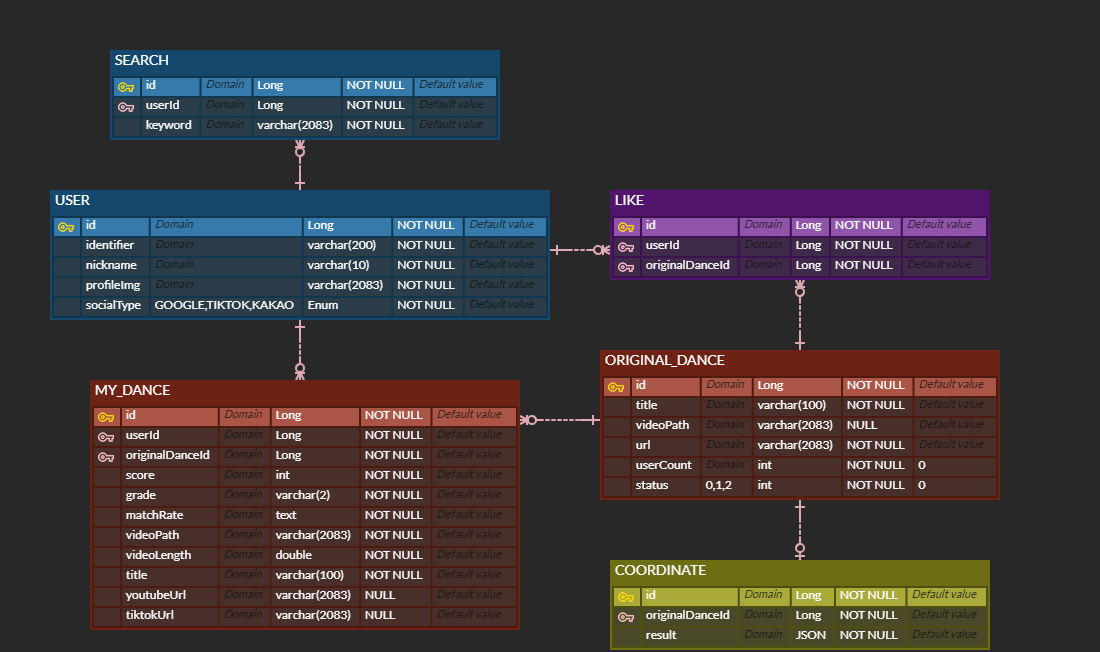 SEARCH
id Domain Long NOT NULL Default value
userId Domain Long NOT NULL Default value
keyword Domain varchar(2083) NOT NULL Default value
USER
id Domain Long NOT NULL Default value
identifier Domain varchar(200) NOT NULL Default value
nickname Domain varchar(10) NOT NULL Default value
profileImg Domain varchar(2083) NOT NULL Default value
socialType GOOGLE,TIKTOK,KAKAO Enum NOT NULL Default value
LIKE
id Domain Long NOT NULL Default value
userId Domain Long NOT NULL Default value
originalDanceId Domain Long NOT NULL Default value
MY_DANCE
id Domain Long NOT NULL Default value
userId Domain Long NOT NULL Default value
originalDanceId Domain Long NOT NULL Default value
score Domain int NOT NULL Default value
grade Domain varchar(2) NOT NULL Default value
matchRate Domain text NOT NULL Default value
videoPath Domain varchar(2083) NOT NULL Default value
videoLength Domain double NOT NULL Default value
title Domain varchar(100) NOT NULL Default value
youtubeUrl Domain varchar(2083) NULL Default value
tiktokUrl Domain varchar(2083) NULL Default value
ORIGINAL_DANCE
id Domain Long NOT NULL Default value
title Domain varchar(100) NOT NULL Default value
videoPath Domain varchar(2083) NULL Default value
url Domain varchar(2083) NOT NULL Default value
userCount Domain int NOT NULL 0
status 0,1,2 int NOT NULL 0
COORDINATE
id Domain Long NOT NULL Default value
originalDanceId Domain Long NOT NULL Default value
result Domain JSON NOT NULL Default value